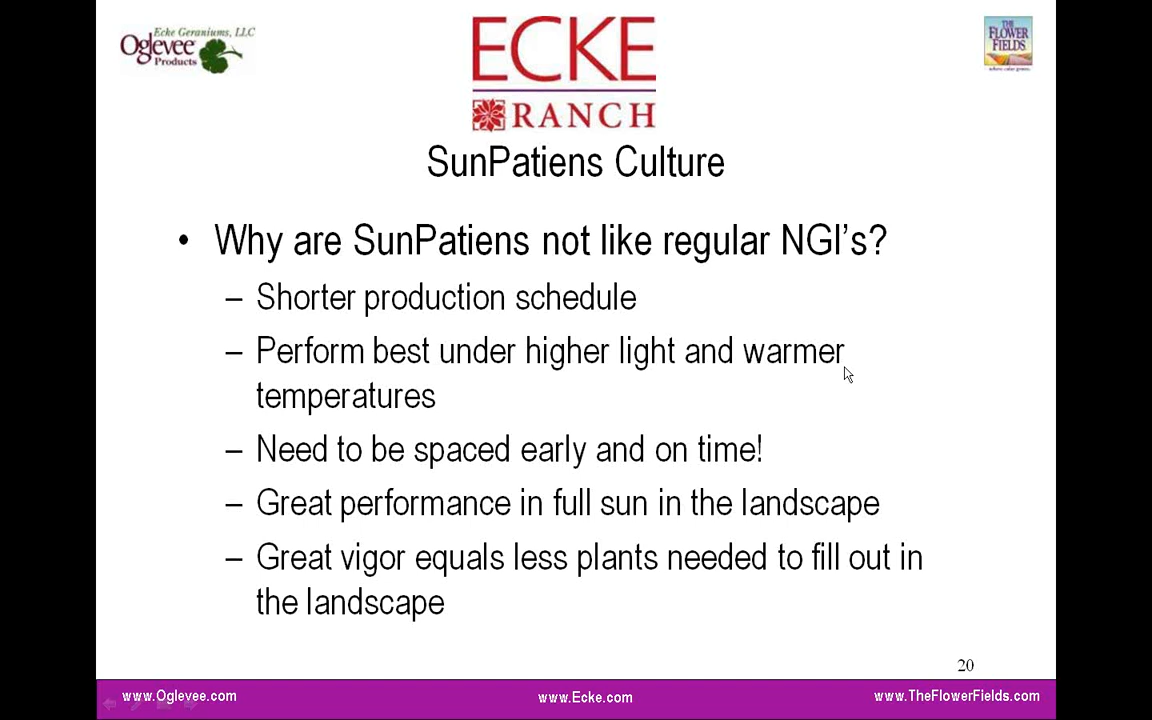 Ecke Geraniums, LLC
Oglevee
Products
ECKE
RANCH
THE
FLOWER
FIELDS
SunPatiens Culture
• Why are SunPatiens not like regular NGI's?
– Shorter production schedule
– Perform best under higher light and warmer
temperatures
– Need to be spaced early and on time!
– Great performance in full sun in the landscape
– Great vigor equals less plants needed to fill out in
the landscape
20
www.Oglevee.com
www.Ecke.com
www.TheFlowerFields.com